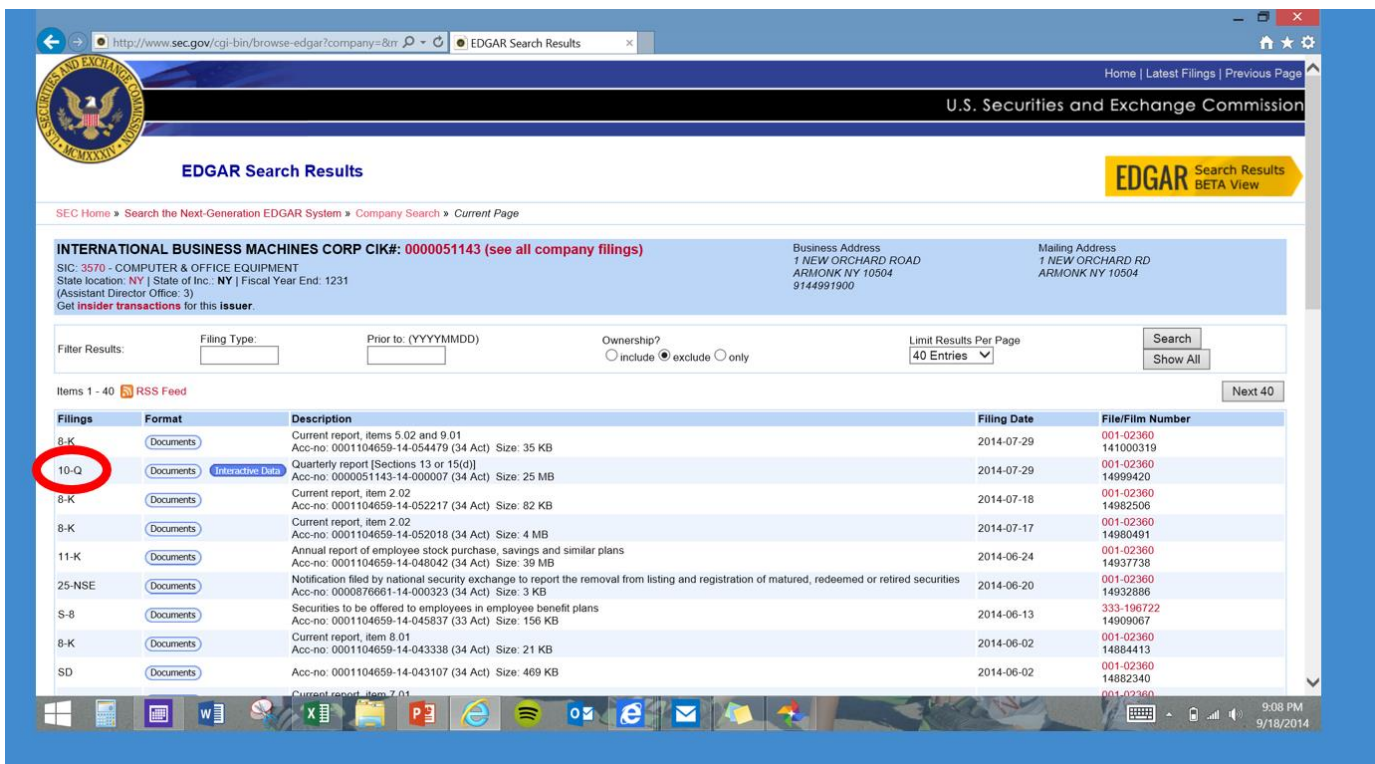 http://www.sec.gov/cgi-bin/browse-edgar?company=&m
EDGAR Search Results
Home | Latest Filings | Previous Page
U.S. Securities and Exchange Commission
EDGAR Search Results
EDGAR Search Results BETA View
SEC Home » Search the Next-Generation EDGAR System » Company Search » Current Page
INTERNATIONAL BUSINESS MACHINES CORP CIK#: 0000051143 (see all company filings)
SIC: 3570 - COMPUTER & OFFICE EQUIPMENT
State location: NY | State of Inc.: NY | Fiscal Year End: 1231
(Assistant Director Office: 3)
Get insider transactions for this issuer.
Business Address
1 NEW ORCHARD ROAD
ARMONK NY 10504
9144991900
Mailing Address
1 NEW ORCHARD RD
ARMONK NY 10504
Filter Results:
Filing Type:
Prior to: (YYYYMMDD)
Ownership?
include exclude only
Limit Results Per Page
40 Entries
Search
Show All
Items 1 - 40 RSS Feed
Next 40
Filings Format Description Filing Date File/Film Number
8-K Documents Current report, items 5.02 and 9.01 2014-07-29 001-02360
Acc-no: 0001104659-14-054479 (34 Act) Size: 35 KB 141000319
10-Q Documents Interactive Data Quarterly report [Sections 13 or 15(d)] 2014-07-29 001-02360
Acc-no: 0000051143-14-000007 (34 Act) Size: 25 MB 14999420
8-K Documents Current report, item 2.02 2014-07-18 001-02360
Acc-no: 0001104659-14-052217 (34 Act) Size: 82 KB 14982506
8-K Documents Current report, item 2.02 2014-07-17 001-02360
Acc-no: 0001104659-14-052018 (34 Act) Size: 4 MB 14980491
11-K Documents Annual report of employee stock purchase, savings and similar plans 2014-06-24 001-02360
Acc-no: 0001104659-14-048042 (34 Act) Size: 39 MB 14937738
25-NSE Documents Notification filed by national security exchange to report the removal from listing and registration of matured, redeemed or retired securities 2014-06-20 001-02360
Acc-no: 0000876661-14-000323 (34 Act) Size: 3 KB 14932886
S-8 Documents Securities to be offered to employees in employee benefit plans 2014-06-13 333-196722
Acc-no: 0001104659-14-045837 (33 Act) Size: 156 KB 14909067
8-K Documents Current report, item 8.01 2014-06-02 001-02360
Acc-no: 0001104659-14-043338 (34 Act) Size: 21 KB 14884413
SD Documents Acc-no: 0001104659-14-043107 (34 Act) Size: 469 KB 2014-06-02 001-02360
14882340
Current report, item 7.01 001-02360
9:08 PM
9/18/2014